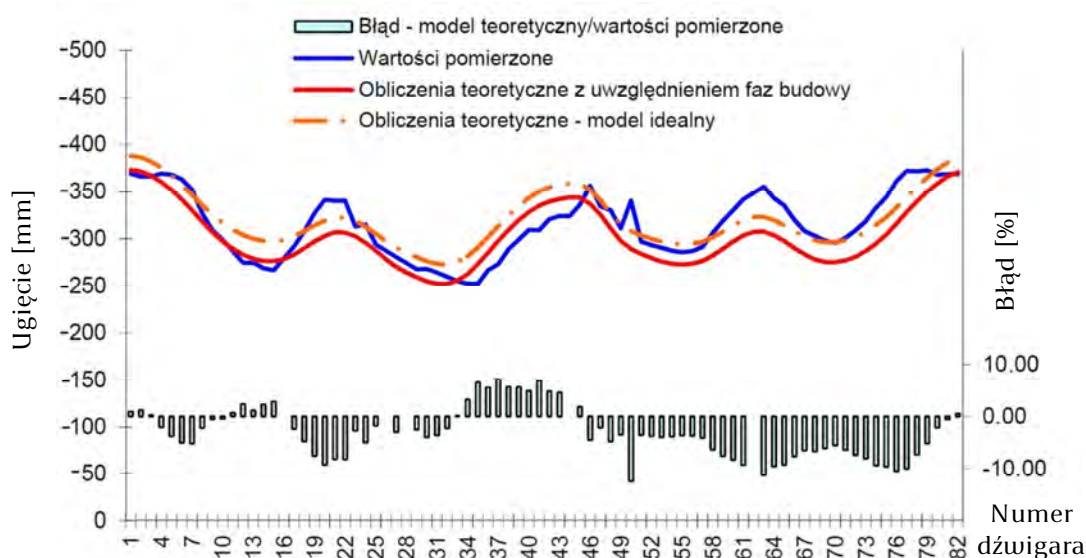 Błąd - model teoretyczny/wartości pomierzone
Wartości pomierzone
Obliczenia teoretyczne z uwzględnieniem faz budowy
Obliczenia teoretyczne - model idealny
-500
-450
-400
-350
-300
-250
-200
-150
-100
-50
0
Ugięcie [mm]
Błąd [%]
10.00
0.00
-10.00
1 4 7 10 13 16 19 22 25 28 31 34 37 40 43 46 49 52 55 58 61 64 67 70 73 76 79 82
Numer
dźwigara